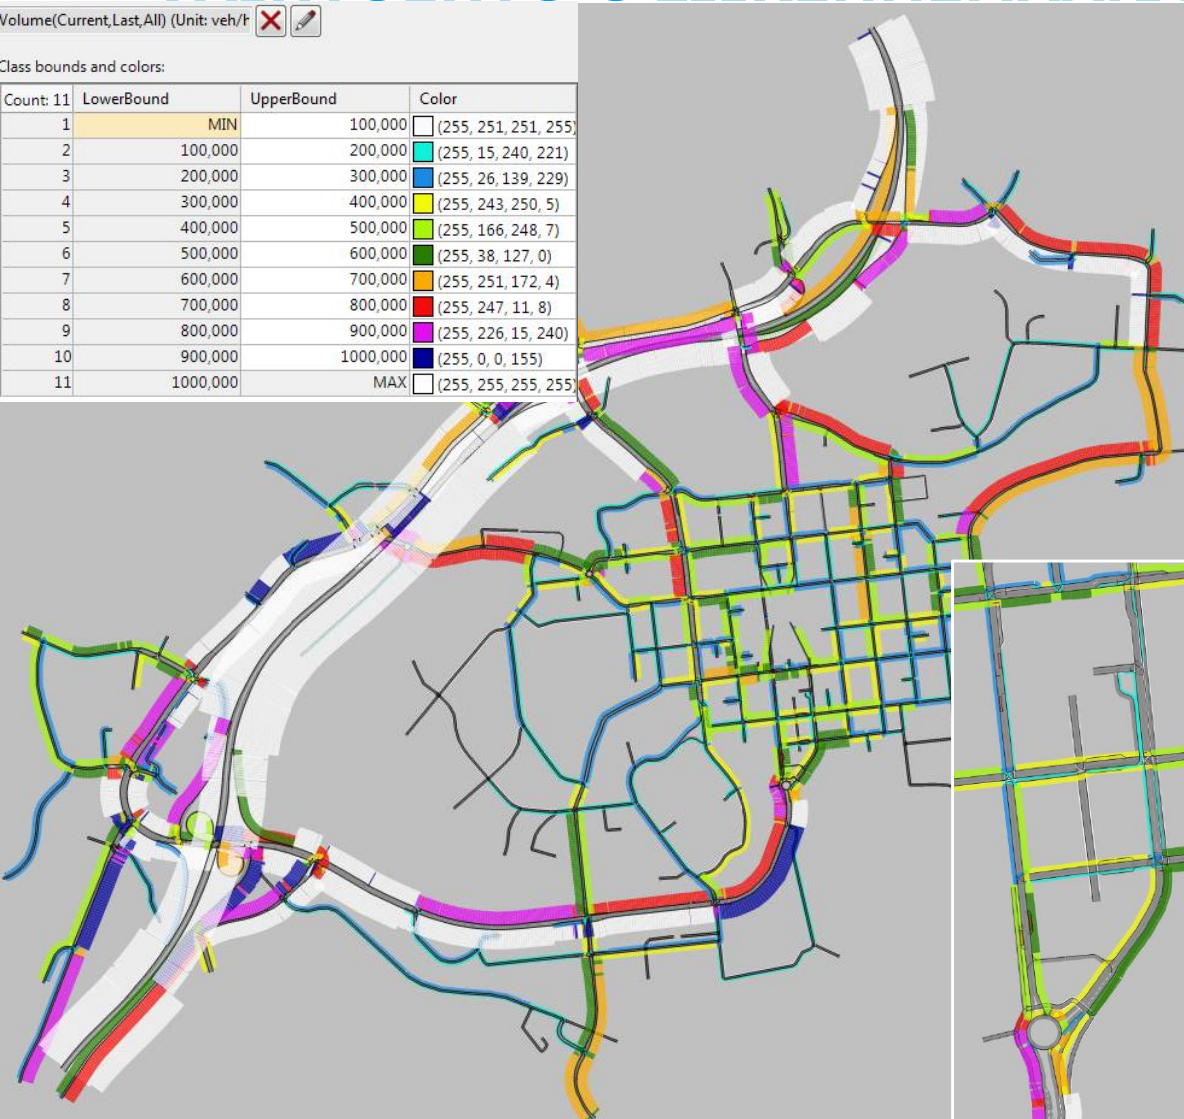 Volume(Current,Last,All) (Unit: veh/h
Class bounds and colors:
Count: 11 LowerBound UpperBound Color
1 MIN 100,000 (255, 251, 251, 255)
2 100,000 200,000 (255, 15, 240, 221)
3 200,000 300,000 (255, 26, 139, 229)
4 300,000 400,000 (255, 243, 250, 5)
5 400,000 500,000 (255, 166, 248, 7)
6 500,000 600,000 (255, 38, 127, 0)
7 600,000 700,000 (255, 251, 172, 4)
8 700,000 800,000 (255, 247, 11, 8)
9 800,000 900,000 (255, 226, 15, 240)
10 900,000 1000,000 (255, 0, 0, 155)
11 1000,000 MAX (255, 255, 255, 255)